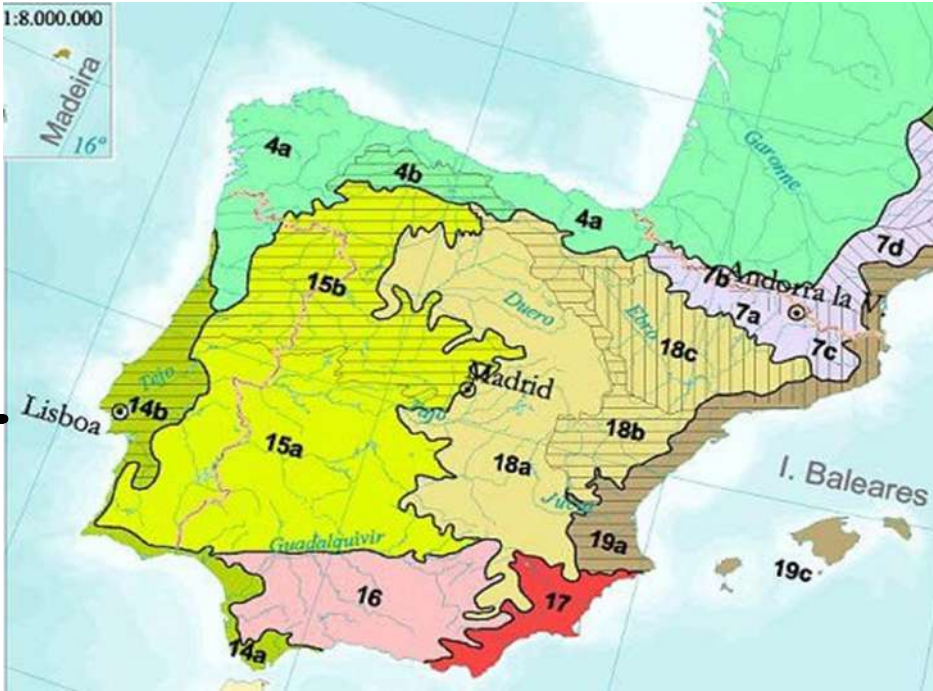 1:8.000.000
Madeira
16°
4a
4b
4a
Garonne
7d
7b
Andorra la V.
7a
7c
15b
Duero
Ebro
18c
Tejo
Madrid
Lisboa
14b
Tajo
18b
15a
18a
I. Baleares
Júcar
19a
Guadalquivir
19c
16
17
14a